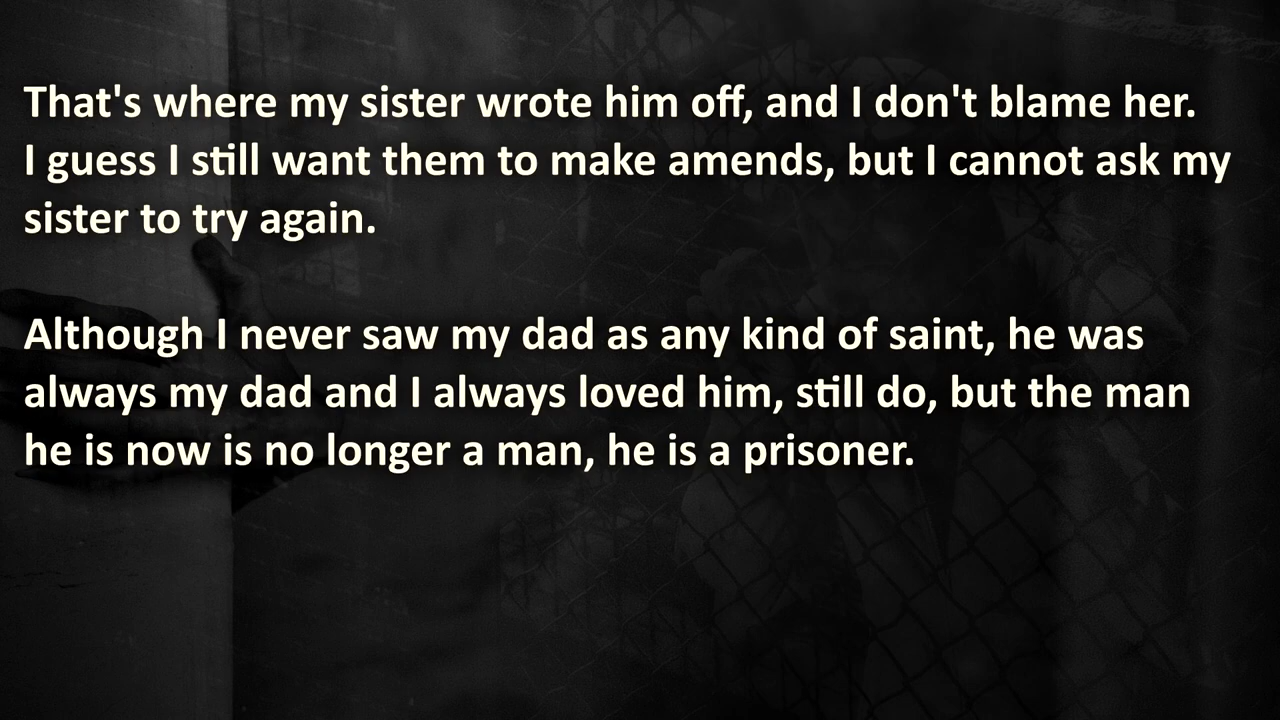 That's where my sister wrote him off, and I don't blame her.
I guess I still want them to make amends, but I cannot ask my
sister to try again.
Although I never saw my dad as any kind of saint, he was
always my dad and I always loved him, still do, but the man
he is now is no longer a man, he is a prisoner.